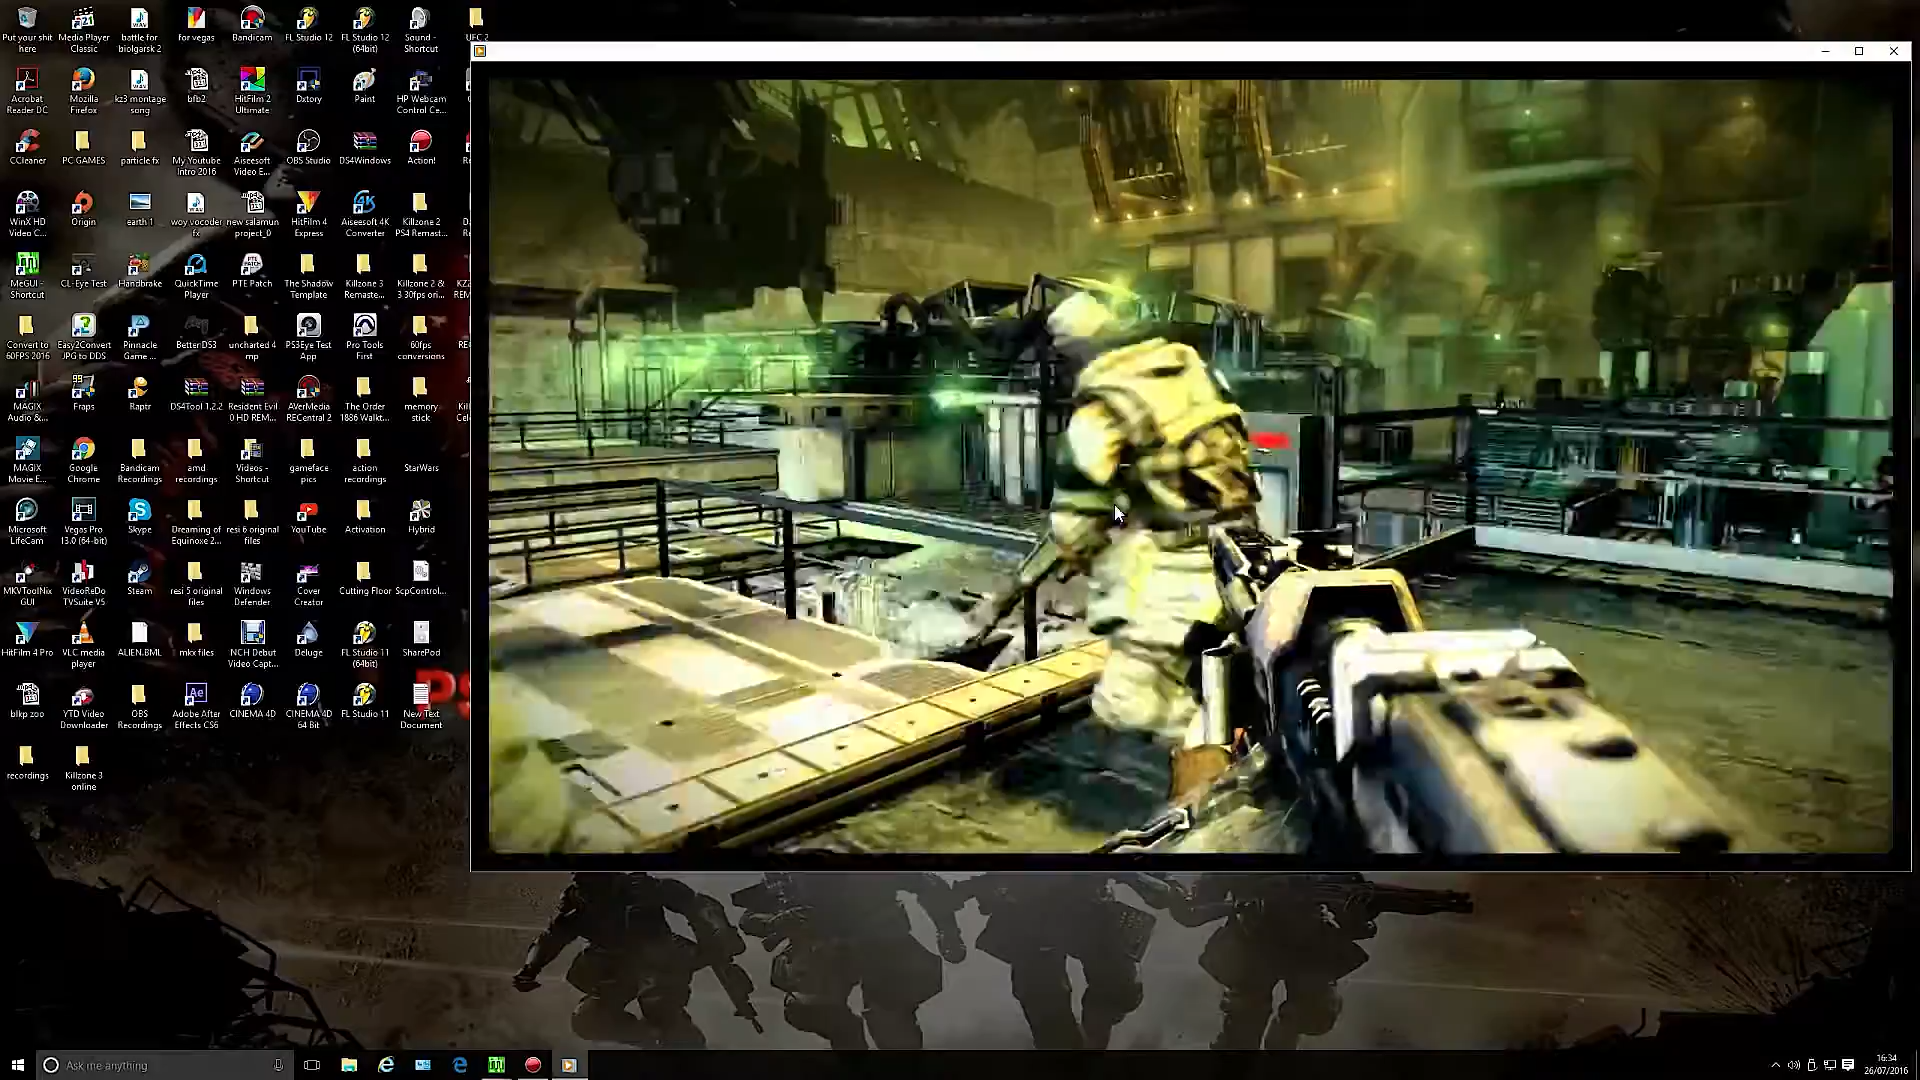 Put your shit
here
Media Player
Classic
battle for
biolgarsk 2
for vegas
Bandicam
FL Studio 12
FL Studio 12
(64bit)
Sound -
Shortcut
UFC 2
Acrobat
Reader DC
Mozilla
Firefox
kz3 montage
song
bfb2
HitFilm 2
Ultimate
Dxtory
Paint
HP Webcam
Control Ce...
CCleaner
PC GAMES
particle fx
My Youtube
Intro 2016
Aiseesoft
Video E...
OBS Studio
DS4Windows
Action!
WinX HD
Video C...
Origin
earth 1
woy vocoder
fx
new salamun
project_0
HitFilm 4
Express
Aiseesoft 4K
Converter
Killzone 2
PS4 Remast...
MeGUI -
Shortcut
CL-Eye Test
Handbrake
QuickTime
Player
PTE Patch
The Shadow
Template
Killzone 3
Remaste...
Killzone 2 &
3 30fps ori...
Convert to
60FPS 2016
Easy2Convert
JPG to DDS
Pinnacle
Game ...
BetterDS3
uncharted 4
mp
PS3Eye Test
App
Pro Tools
First
60fps
conversions
MAGIX
Audio &...
Fraps
Raptr
DS4Tool 1.2.2
Resident Evil
0 HD REM...
AVerMedia
RECentral 2
The Order
1886 Walkt...
memory
stick
MAGIX
Movie E...
Google
Chrome
Bandicam
Recordings
amd
recordings
Videos -
Shortcut
gameface
pics
action
recordings
StarWars
Microsoft
LifeCam
Vegas Pro
13.0 (64-bit)
Skype
Dreaming of
Equinoxe 2...
resi 6 original
files
YouTube
Activation
Hybrid
MKVToolNix
GUI
VideoReDo
TVSuite V5
Steam
resi 5 original
files
Windows
Defender
Cover
Creator
Cutting Floor
ScpControl...
HitFilm 4 Pro
VLC media
player
ALIEN.BML
mkx files
NCH Debut
Video Capt...
Deluge
FL Studio 11
(64bit)
SharePod
blkp zoo
YTD Video
Downloader
OBS
Recordings
Adobe After
Effects CS6
CINEMA 4D
CINEMA 4D
64 Bit
FL Studio 11
New Text
Document
recordings
Killzone 3
online
Ask me anything
16:34
26/07/2016